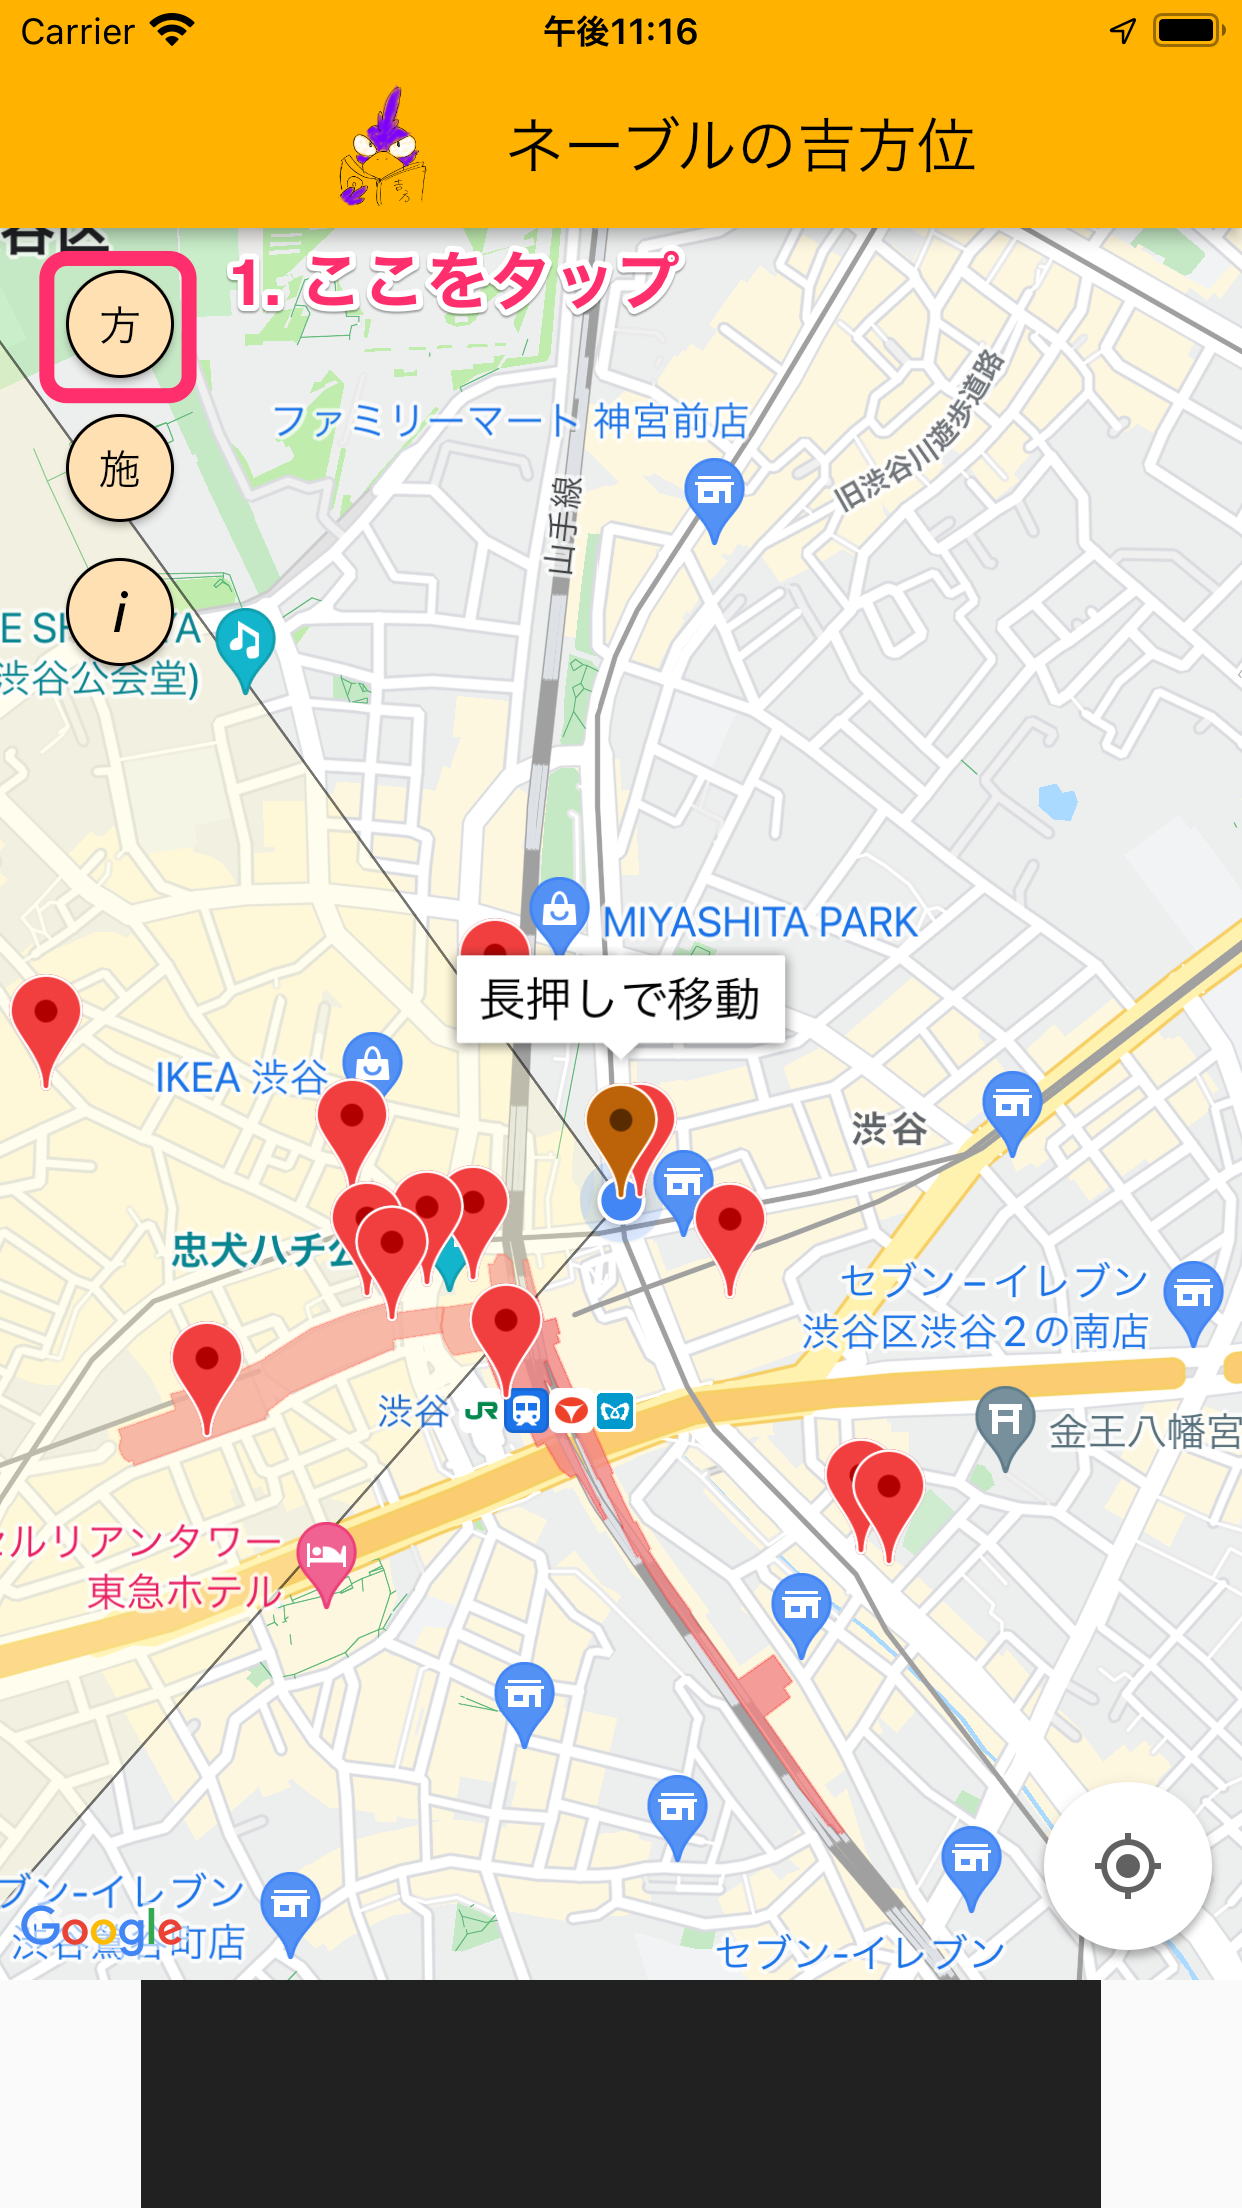 Carrier
午後11:16
ネーブルの吉方位
谷区
1. ここをタップ
方
施
i
ファミリーマート 神宮前店
旧渋谷川遊歩道路
山手線
渋谷公会堂)
MIYASHITA PARK
長押しで移動
IKEA 渋谷
渋谷
忠犬ハチ公
セブン−イレブン
渋谷区渋谷2の南店
渋谷
JR
金王八幡宮
ルリアンタワー
東急ホテル
ブン-イレブン
渋谷鶯谷町店
Google
セブン-イレブン